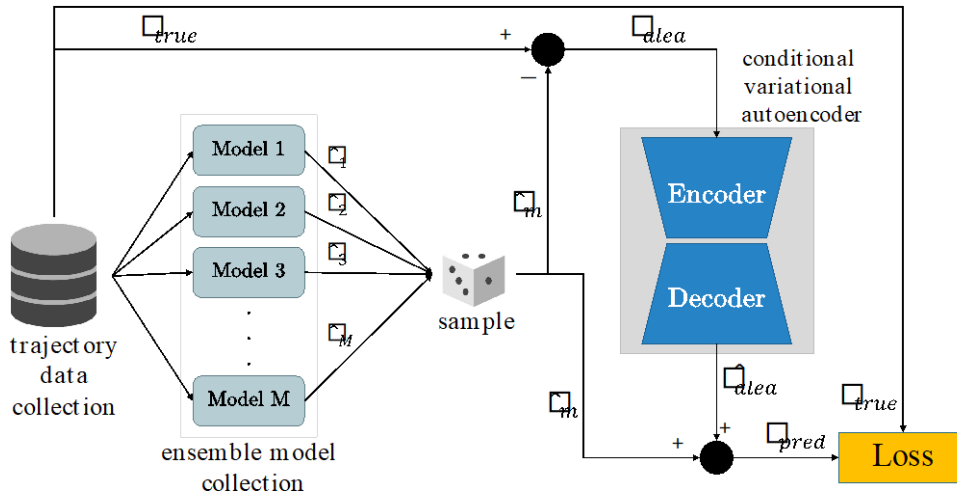 □true
+
□alea
−
conditional
variational
autoencoder
Model 1
Model 2
Model 3
.
.
.
Model M
□̂1
□̂2
□̂3
□̂M
□̂m
Encoder
Decoder
sample
trajectory
data
collection
ensemble model
collection
□̂m
□̂alea
+
+
□pred
□true
Loss